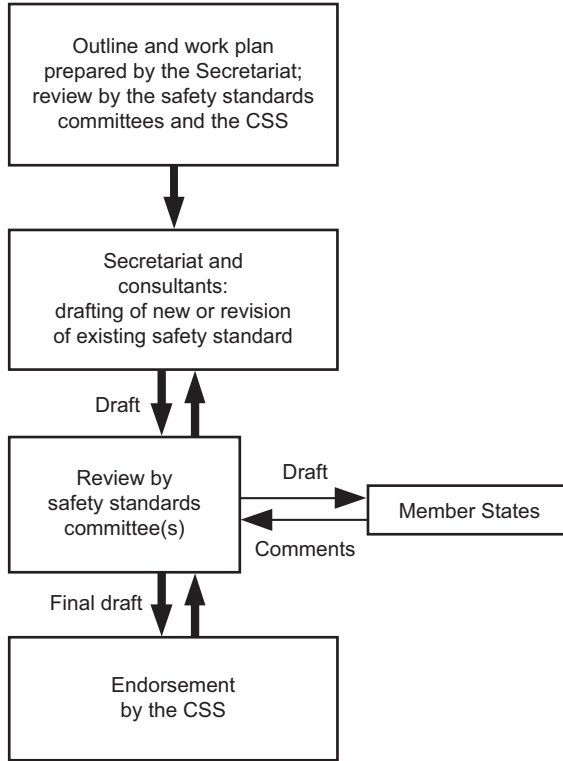 Outline and work plan
prepared by the Secretariat;
review by the safety standards
committees and the CSS
Secretariat and
consultants:
drafting of new or revision
of existing safety standard
Draft
Review by
safety standards
committee(s)
Draft
Member States
Comments
Final draft
Endorsement
by the CSS